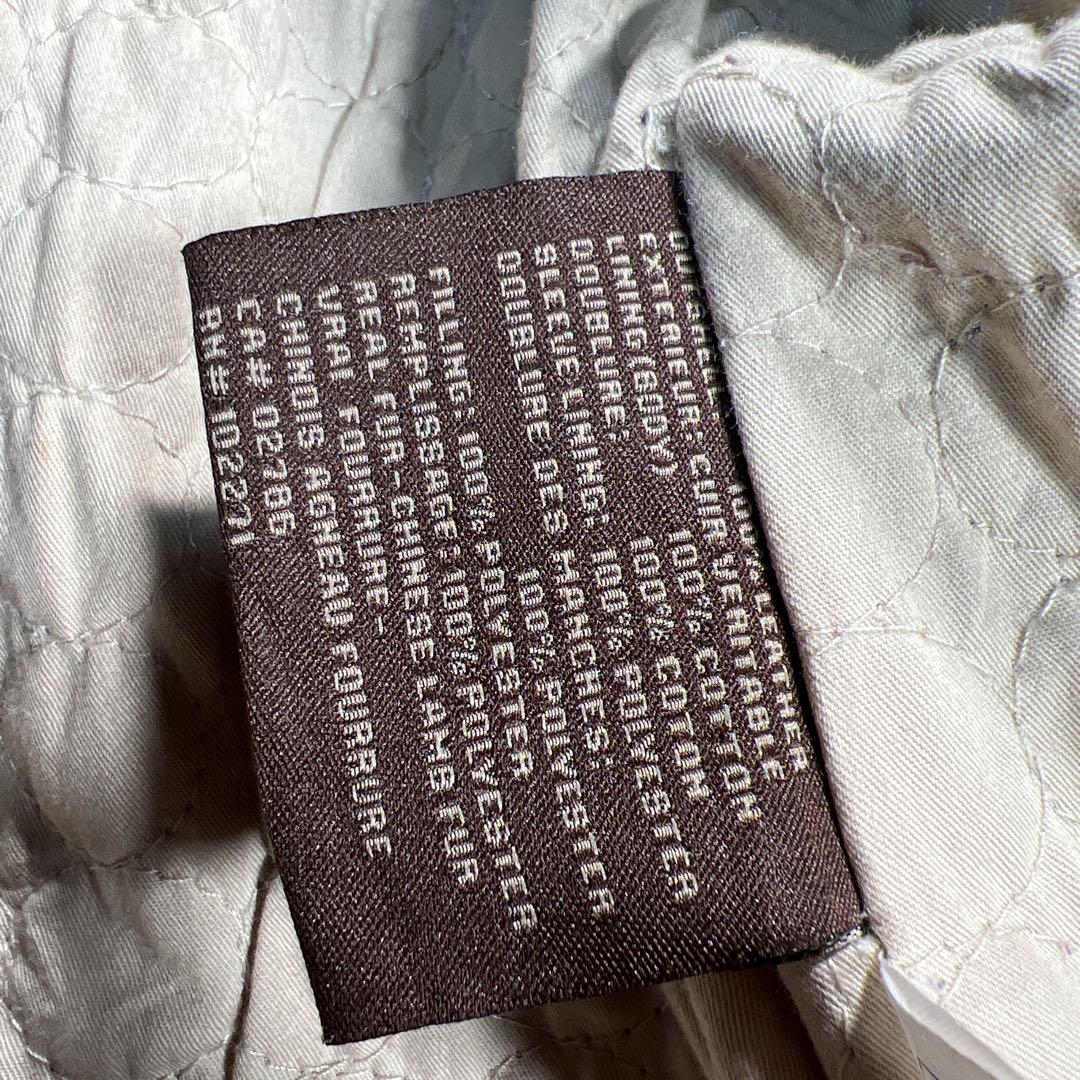 LEATHER
EXTERIEUR: CUIR VERITABLE
LINING/(BODY) 100% COTTON
DOUBLURE: 100% COTON
SLEEVE LINING: 100% POLYESTER
DOUBLURE DES MANCHES:
100% POLYESTER
FILLING: 100% POLYESTER
REMPLISSAGE: 100% POLYESTER
REAL FUR-CHINESE LAMB FUR
VRAI FOURRURE -
CHINOIS AGNEAU FOURRURE
CA# 02786
RN# 102201